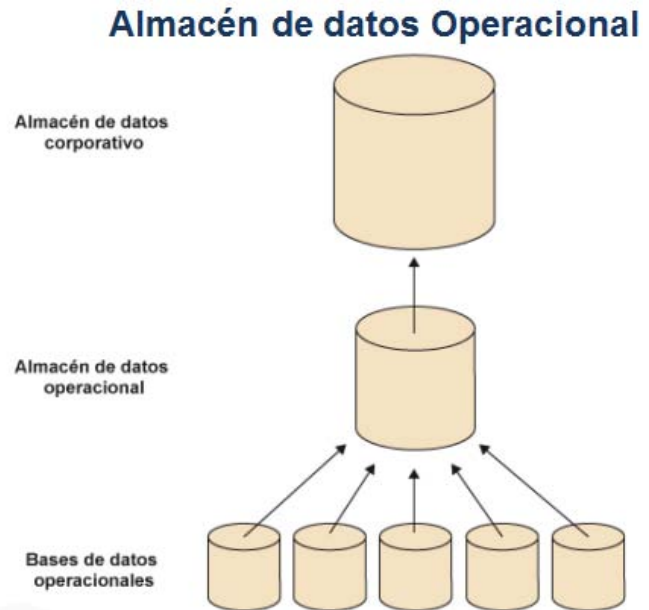 Almacén de datos Operacional
Almacén de datos
corporativo
Almacén de datos
operacional
Bases de datos
operacionales